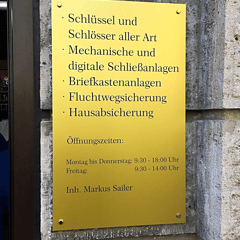 · Schlüssel und
Schlösser aller Art
· Mechanische und
digitale Schließanlagen
· Briefkastenanlagen
· Fluchtwegsicherung
· Hausabsicherung
Öffnungszeiten:
Montag bis Donnerstag: 9:30 - 18:00 Uhr
Freitag: 9:30 - 14:00 Uhr
Inh. Markus Sailer